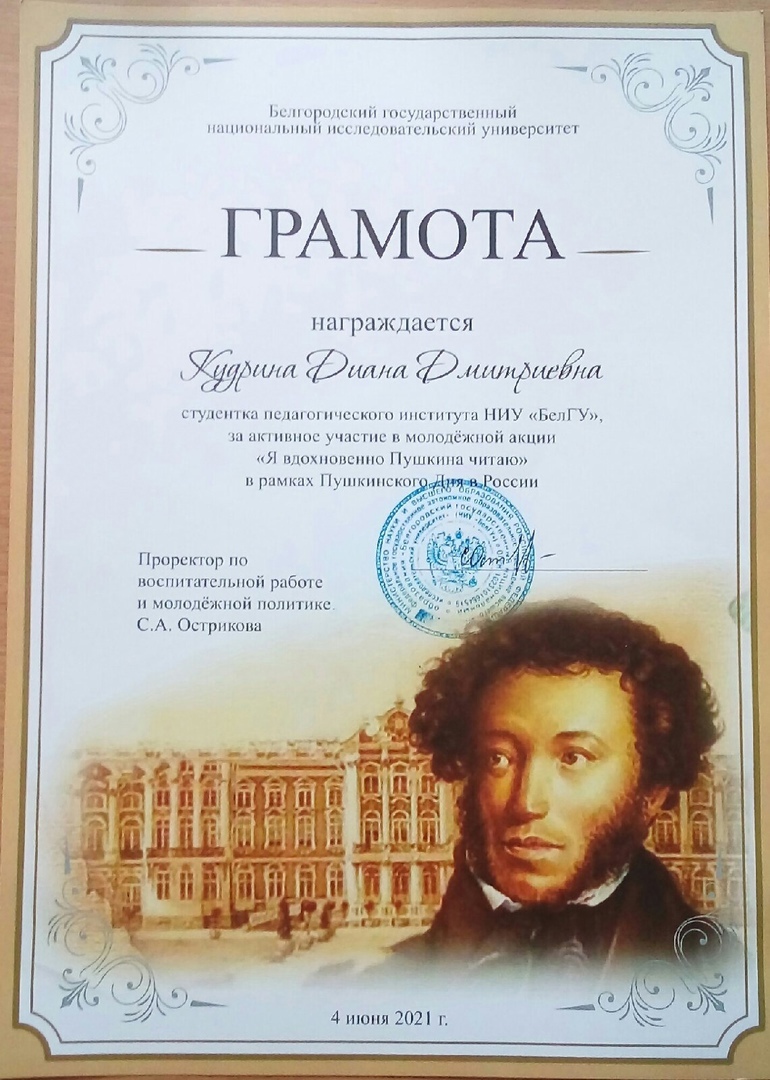 Белгородский государственный
национальный исследовательский университет
ГРАМОТА
награждается
Кудрина Диана Дмитриевна
студентка педагогического института НИУ «БелГУ»,
за активное участие в молодёжной акции
«Я вдохновенно Пушкина читаю»
в рамках Пушкинского Дня в России
Проректор по
воспитательной работе
и молодёжной политике
С.А. Острикова
4 июня 2021 г.